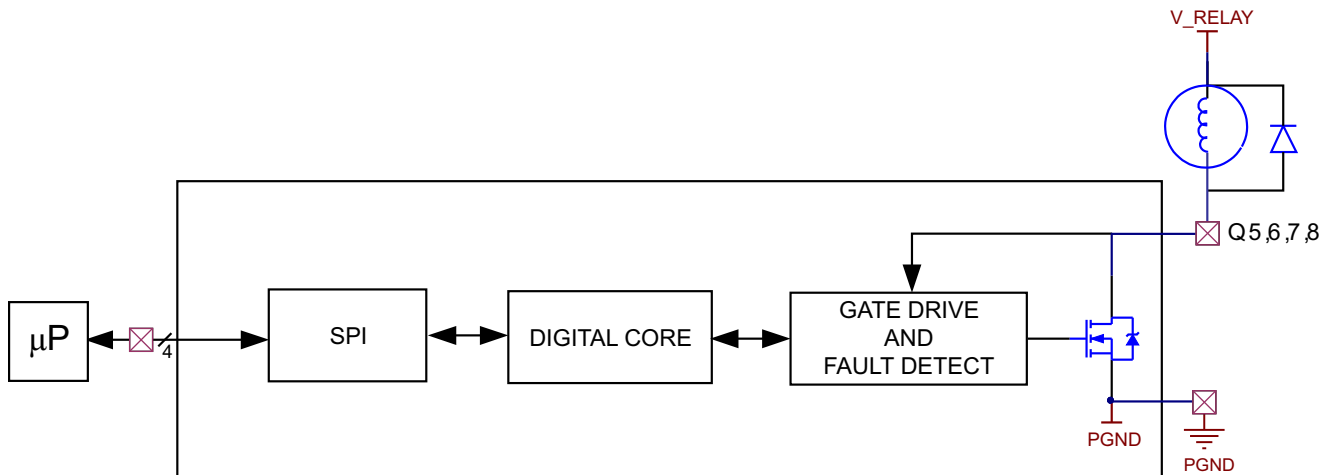 V_RELAY
Q5,6,7,8
μP
4
SPI
DIGITAL CORE
GATE DRIVE
AND
FAULT DETECT
PGND
PGND